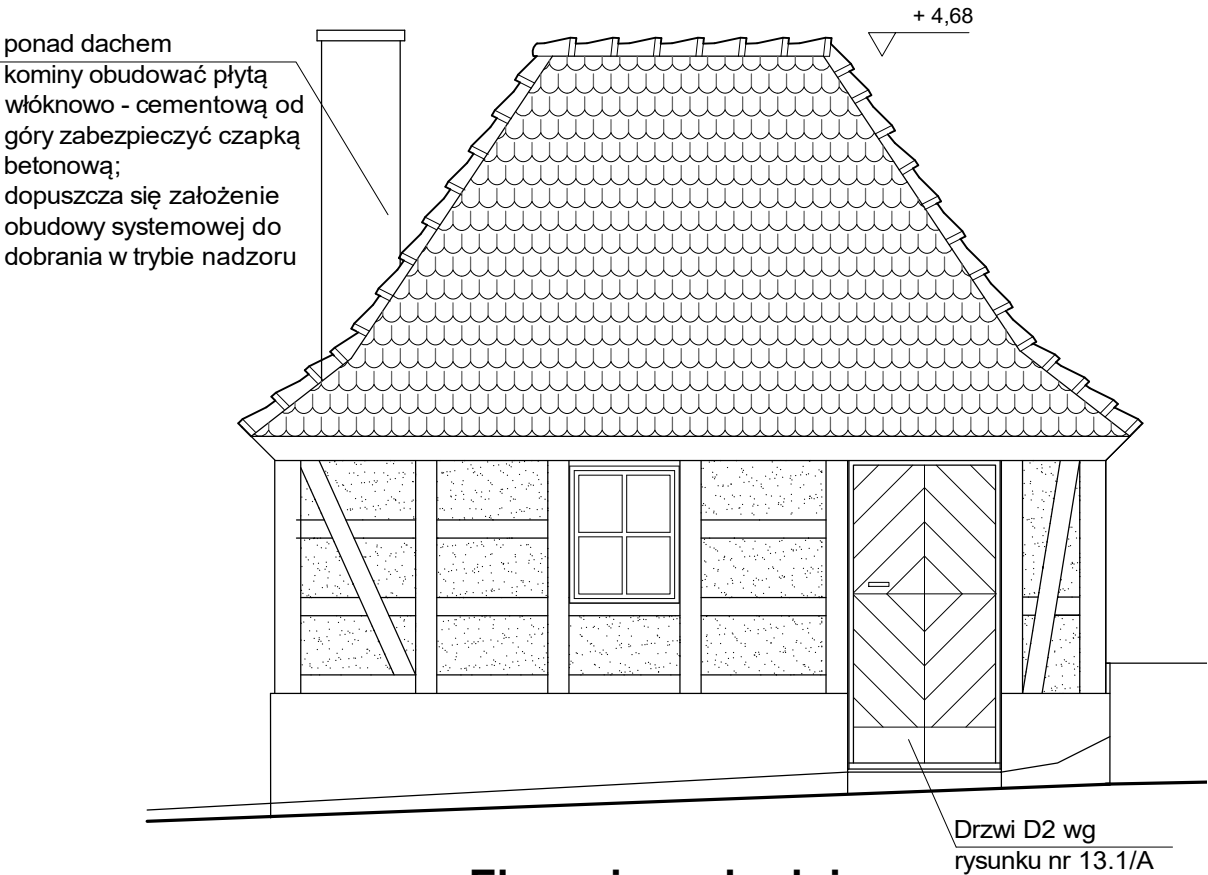 + 4,68
ponad dachem
kominy obudować płytą
włóknowo - cementową od
góry zabezpieczyć czapką
betonową;
dopuszcza się założenie
obudowy systemowej do
dobrania w trybie nadzoru
Drzwi D2 wg
rysunku nr 13.1/A